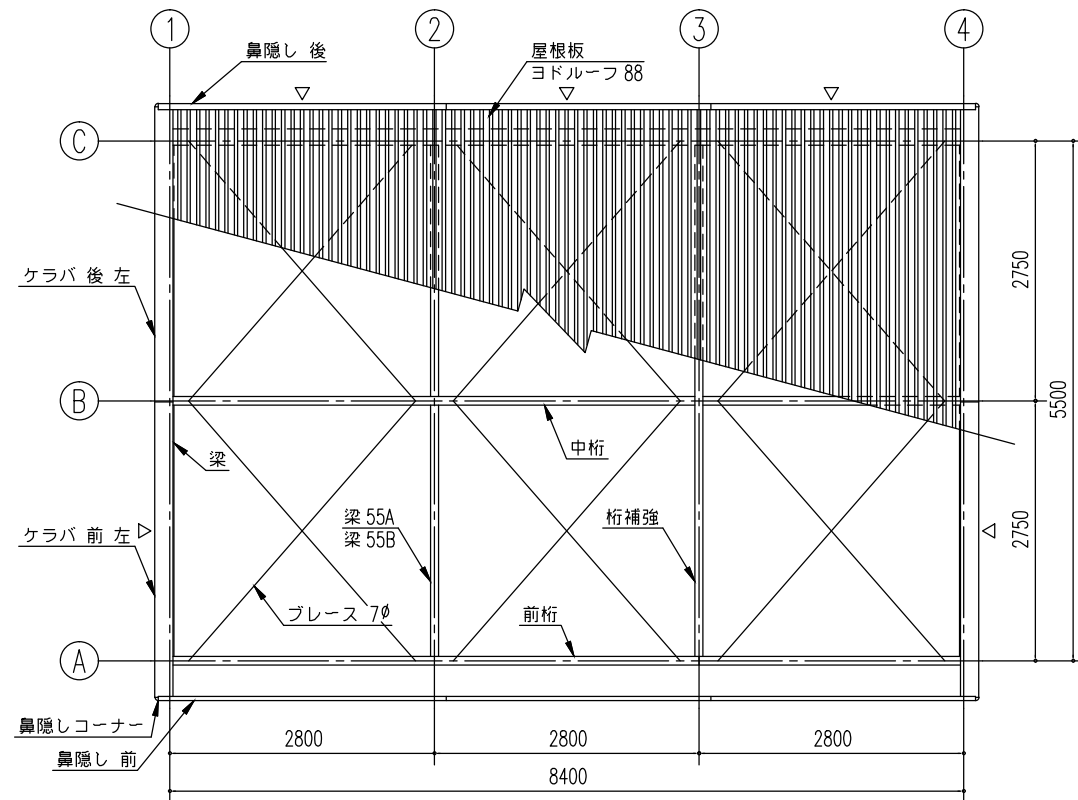 1
2
3
4
鼻隠し 後
屋根板
ヨドルーフ 88
C
ケラバ 後 左
2750
B
5500
中桁
梁
ケラバ 前 左
梁 55A
梁 55B
桁補強
2750
ブレース 7φ
前桁
A
鼻隠しコーナー
鼻隠し 前
2800
2800
2800
8400